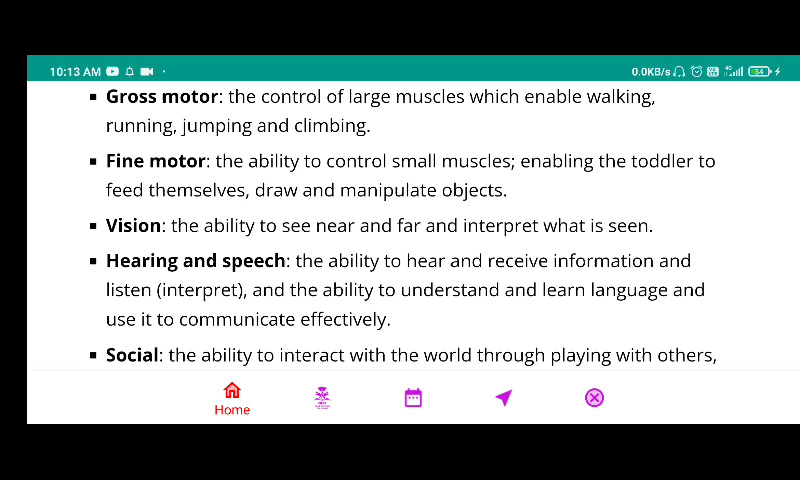 10:13 AM
0.0KB/s
4G
34
▪ Gross motor: the control of large muscles which enable walking,
running, jumping and climbing.
▪ Fine motor: the ability to control small muscles; enabling the toddler to
feed themselves, draw and manipulate objects.
▪ Vision: the ability to see near and far and interpret what is seen.
▪ Hearing and speech: the ability to hear and receive information and
listen (interpret), and the ability to understand and learn language and
use it to communicate effectively.
▪ Social: the ability to interact with the world through playing with others,
Home